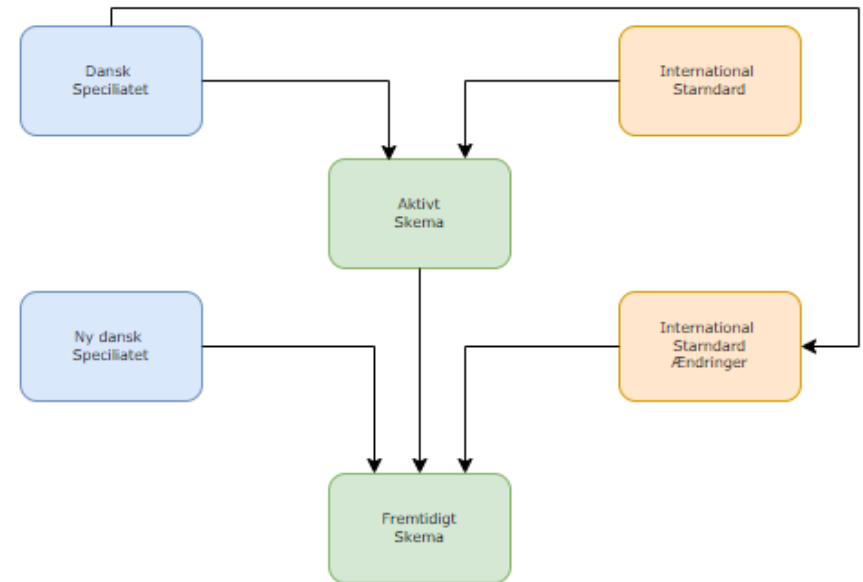 Dansk
Speciliatet
International
Starndard
Aktivt
Skema
Ny dansk
Speciliatet
International
Starndard
Ændringer
Fremtidigt
Skema